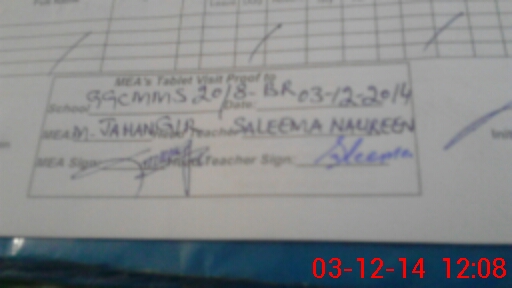 MEA's Tablet Visit Proof to
School GGCMMS 2018-BR Date: 03-12-2014
MEA M. JAHANGIR Teacher SALEEMA NAUREEN
MEA Sign: Teacher Sign: Saleema
03-12-14 12:08